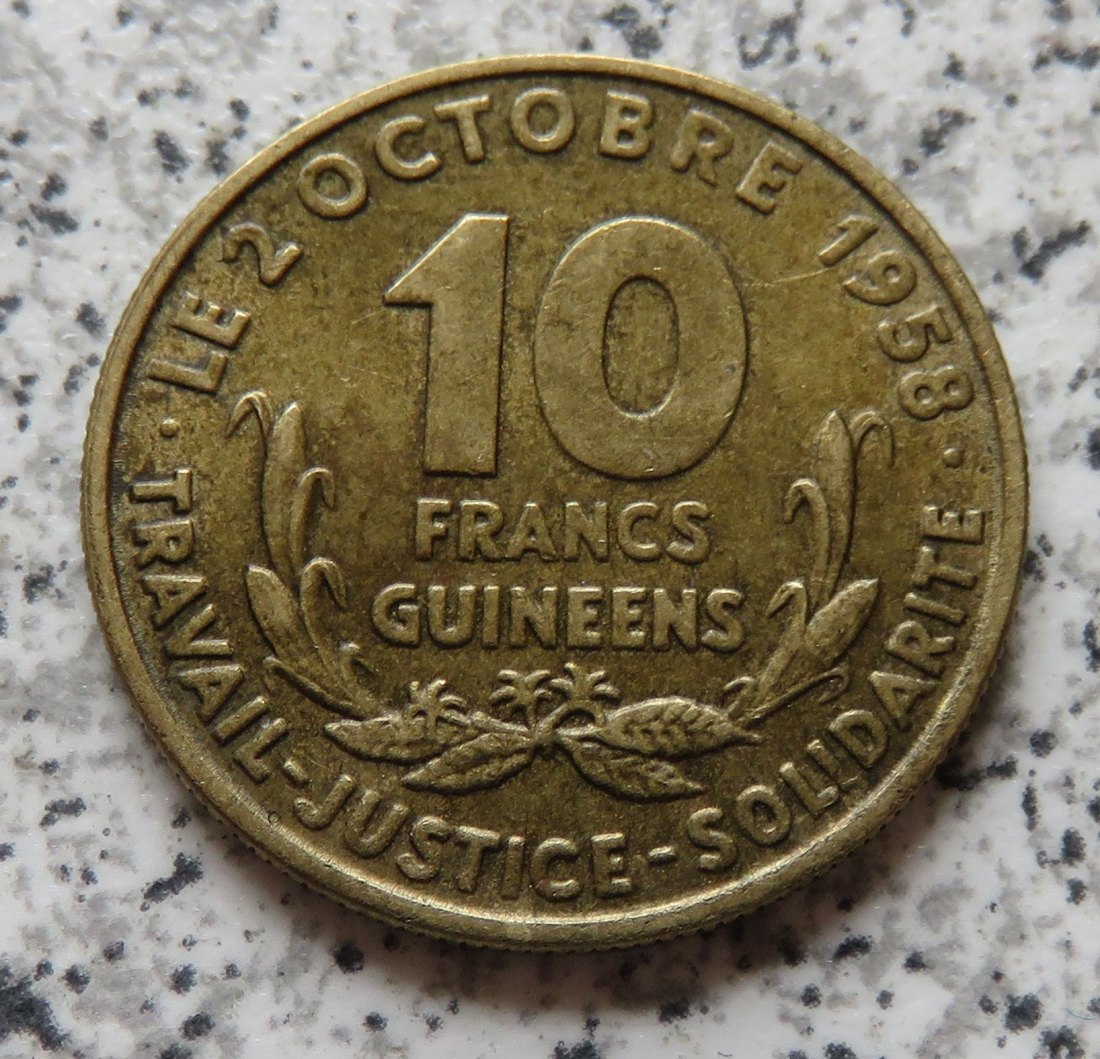 LE 2 OCTOBRE 1958
10
FRANCS
GUINEENS
· TRAVAIL-JUSTICE-SOLIDARITE ·